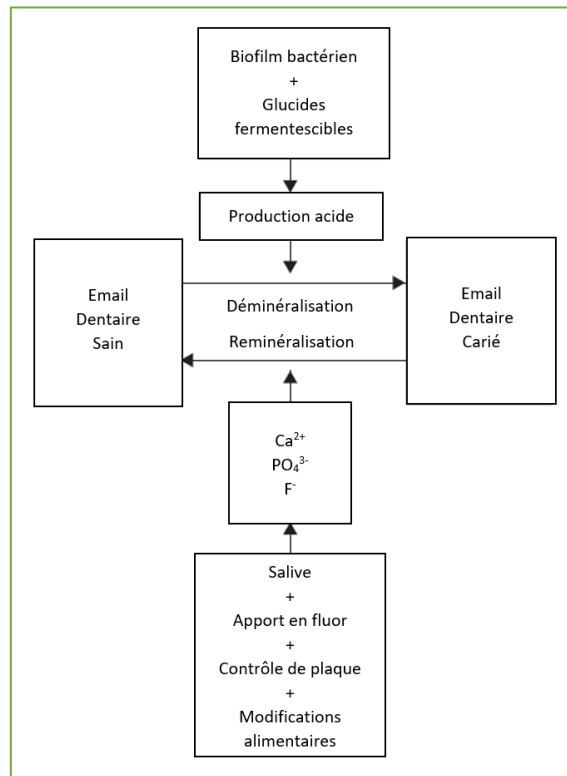 Biofilm bactérien
+
Glucides
fermentescibles
Production acide
Email
Dentaire
Sain
Déminéralisation
Reminéralisation
Email
Dentaire
Carié
Ca²⁺
PO₄³⁻
F⁻
Salive
+
Apport en fluor
+
Contrôle de plaque
+
Modifications
alimentaires